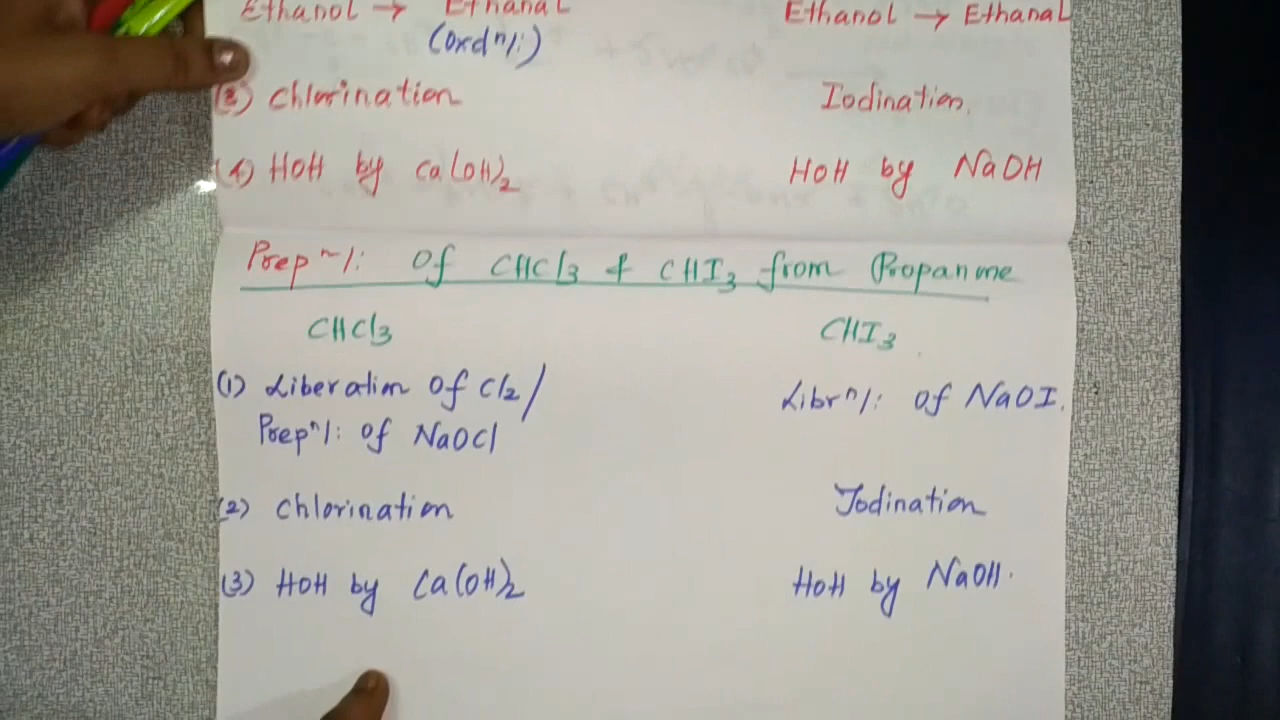 Ethanol → Ethanal Ethanol → Ethanal
(Oxdⁿ/:)
(3) Chlorination Iodination.
(4) HOH by Ca(OH)₂ HOH by NaOH
Prepⁿ/: Of CHCl₃ & CHI₃ from Propanone
CHCl₃ CHI₃.
(1) Liberation Of Cl₂/ Librⁿ/: of NaOI.
Prepⁿ/: of NaOCl
(2) Chlorination Iodination
(3) HOH by Ca(OH)₂ HOH by NaOH.